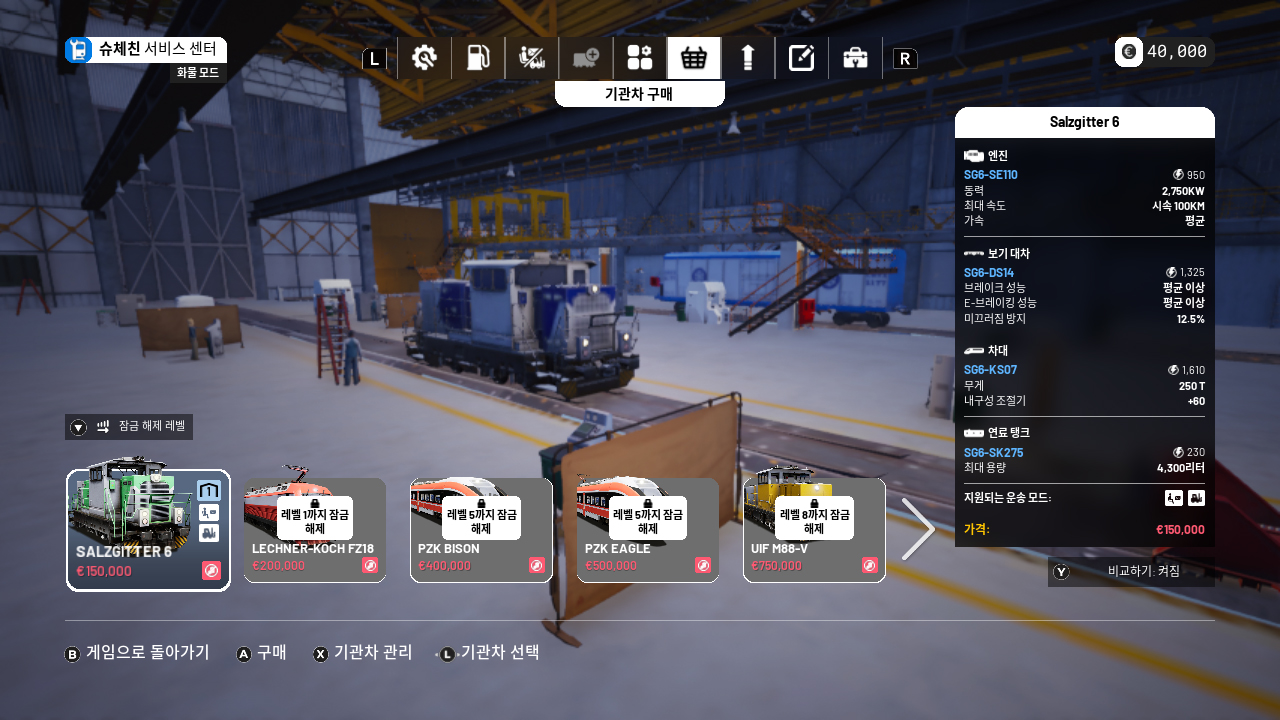 슈체친 서비스 센터
화물 모드
L
R
40,000
기관차 구매
Salzgitter 6
엔진
SG6-SE110 950
동력 2,750KW
최대 속도 시속 100KM
가속 평균
보기 대차
SG6-DS14 1,325
브레이크 성능 평균 이상
E-브레이킹 성능 평균 이상
미끄러짐 방지 12.5%
차대
SG6-KS07 1,610
무게 250 T
내구성 조절기 +60
연료 탱크
SG6-SK275 230
최대 용량 4,300리터
지원되는 운송 모드:
가격: €150,000
Y 비교하기: 켜짐
잠금 해제 레벨
1
SALZGITTER 6
€150,000
레벨 1까지 잠금
해제
LECHNER-KOCH FZ18
€200,000
레벨 5까지 잠금
해제
PZK BISON
€400,000
레벨 5까지 잠금
해제
PZK EAGLE
€500,000
레벨 8까지 잠금
해제
UIF M88-V
€750,000
B 게임으로 돌아가기 A 구매 X 기관차 관리 L 기관차 선택